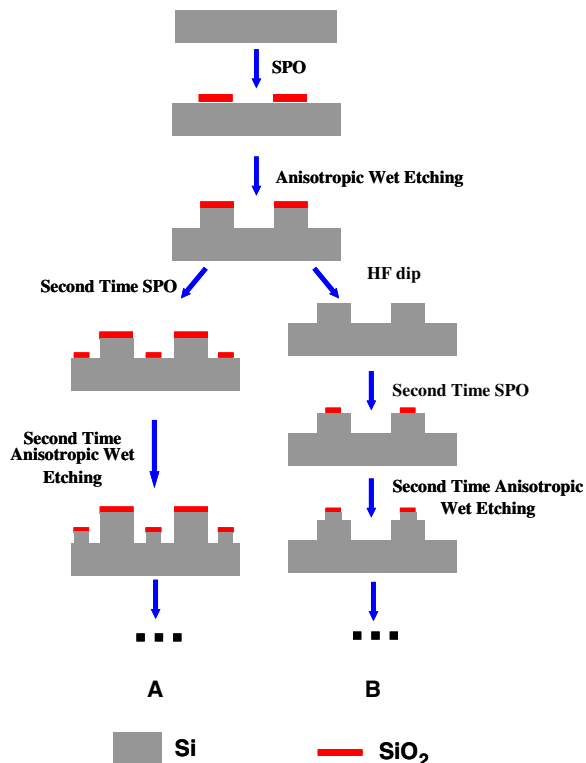 SPO
Anisotropic Wet Etching
Second Time SPO
HF dip
Second Time SPO
Second Time
Anisotropic Wet
Etching
Second Time Anisotropic
Wet Etching
A
B
Si
SiO2